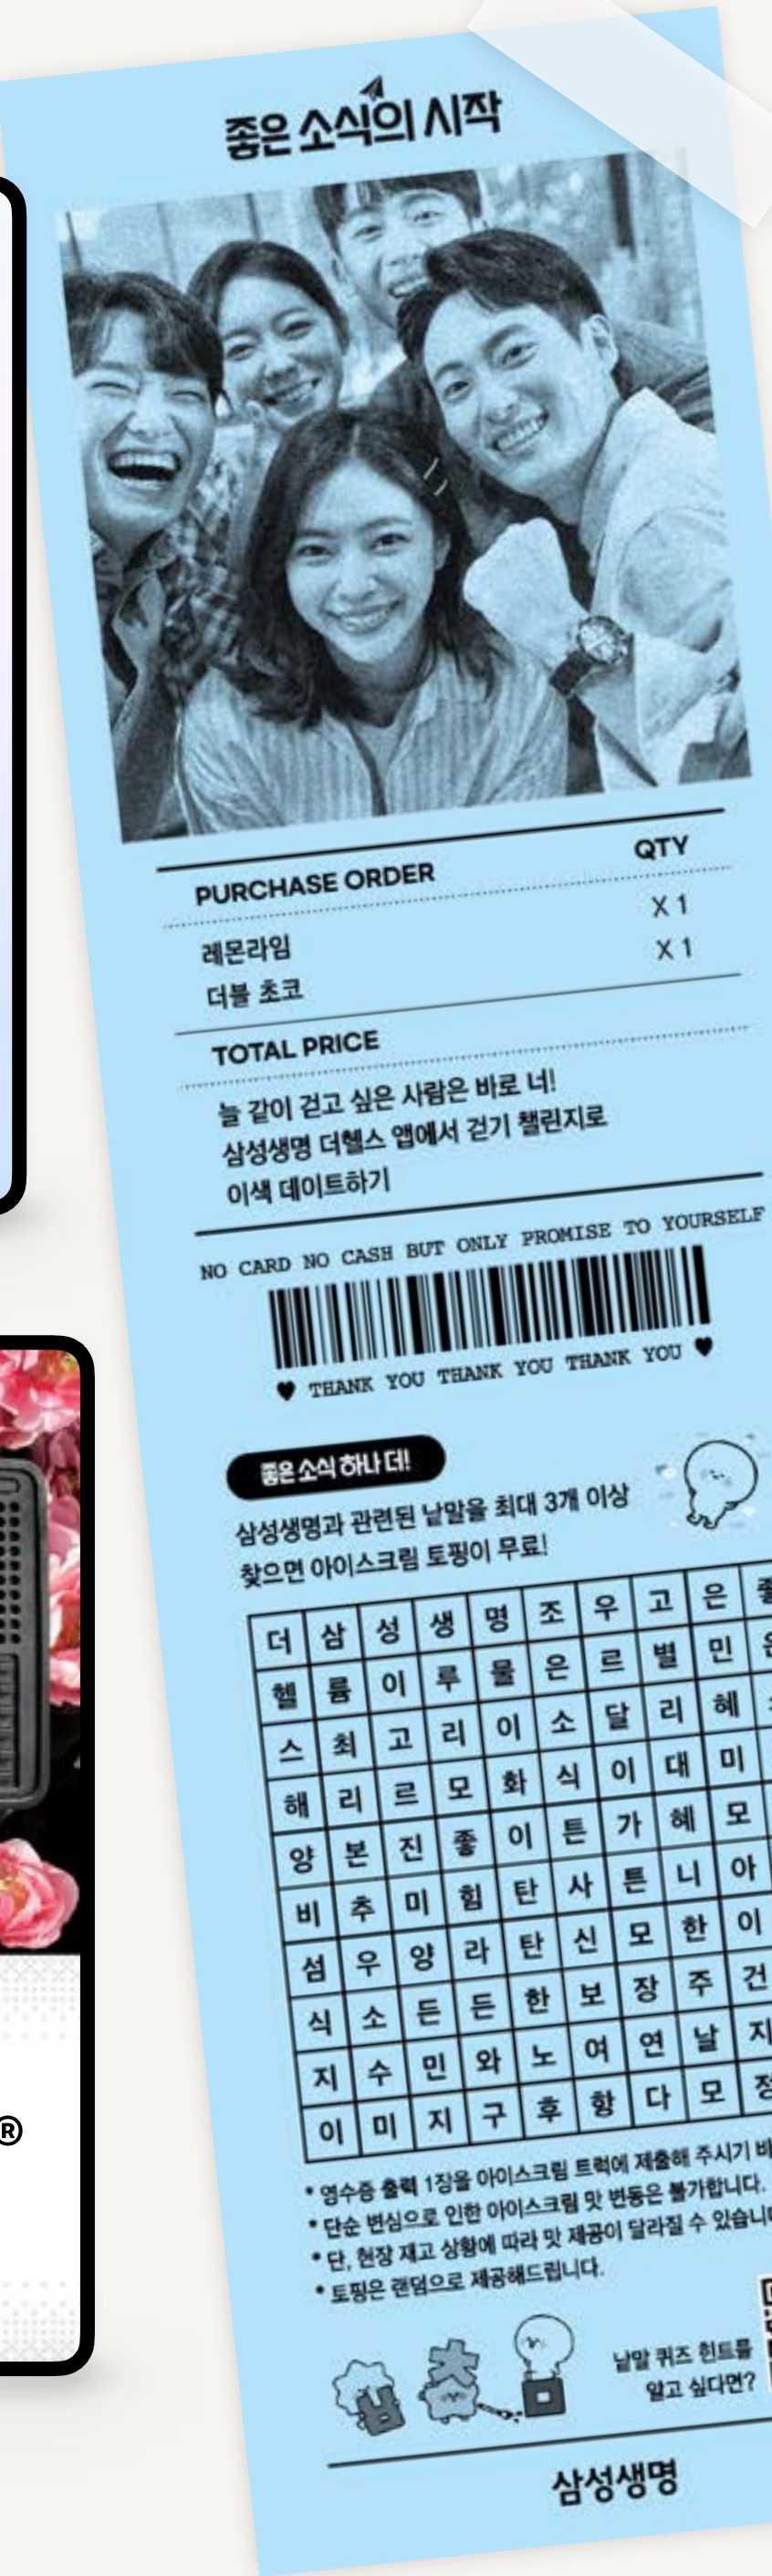 좋은 소식의 시작
PURCHASE ORDER QTY
레몬라임 X 1
더블 초코 X 1
TOTAL PRICE
늘 같이 걷고 싶은 사람은 바로 너!
삼성생명 더헬스 앱에서 걷기 챌린지로
이색 데이트하기
NO CARD NO CASH BUT ONLY PROMISE TO YOURSELF
♥ THANK YOU THANK YOU THANK YOU ♥
좋은 소식 하나 더!
삼성생명과 관련된 낱말을 최대 3개 이상
찾으면 아이스크림 토핑이 무료!
더 삼 성 생 명 조 우 고 은 좋
헬 륨 이 루 물 은 르 별 민 은
스 최 고 리 이 소 달 리 혜
해 리 르 모 화 식 이 대 미
양 본 진 좋 이 튼 가 혜 모
비 추 미 힘 탄 사 튼 니 아
섬 우 양 라 탄 신 모 한 이
식 소 든 든 한 보 장 주 건
지 수 민 와 노 여 연 날 지
이 미 지 구 후 항 다 모 정
* 영수증 출력 1장을 아이스크림 트럭에 제출해 주시기 바
* 단순 변심으로 인한 아이스크림 맛 변동은 불가합니다.
* 단, 현장 재고 상황에 따라 맛 제공이 달라질 수 있습니다
* 토핑은 랜덤으로 제공해드립니다.
낱말 퀴즈 힌트를
알고 싶다면?
삼성생명
®